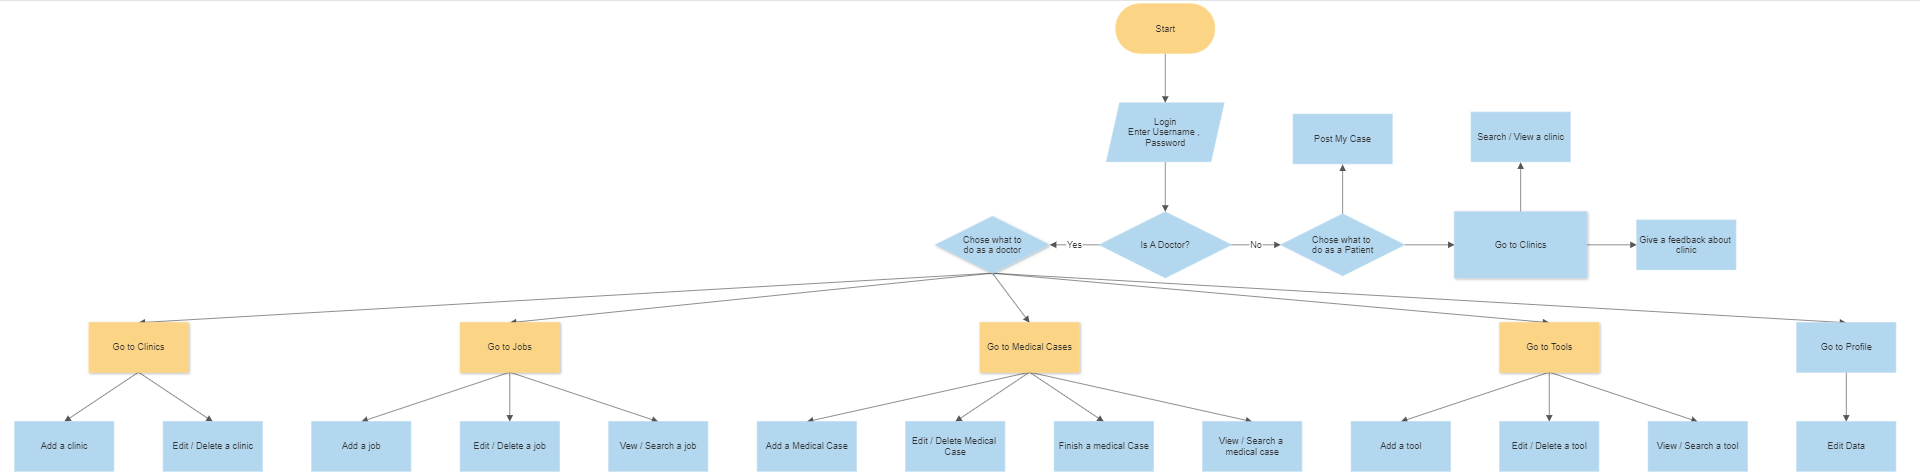 Start
Login
Enter Username ,
Password
Post My Case
Search / View a clinic
Chose what to
do as a doctor
Yes
Is A Doctor?
No
Chose what to
do as a Patient
Go to Clinics
Give a feedback about
clinic
Go to Clinics
Go to Jobs
Go to Medical Cases
Go to Tools
Go to Profile
Add a clinic
Edit / Delete a clinic
Add a job
Edit / Delete a job
Vew / Search a job
Add a Medical Case
Edit / Delete Medical
Case
Finish a medical Case
View / Search a
medical case
Add a tool
Edit / Delete a tool
View / Search a tool
Edit Data